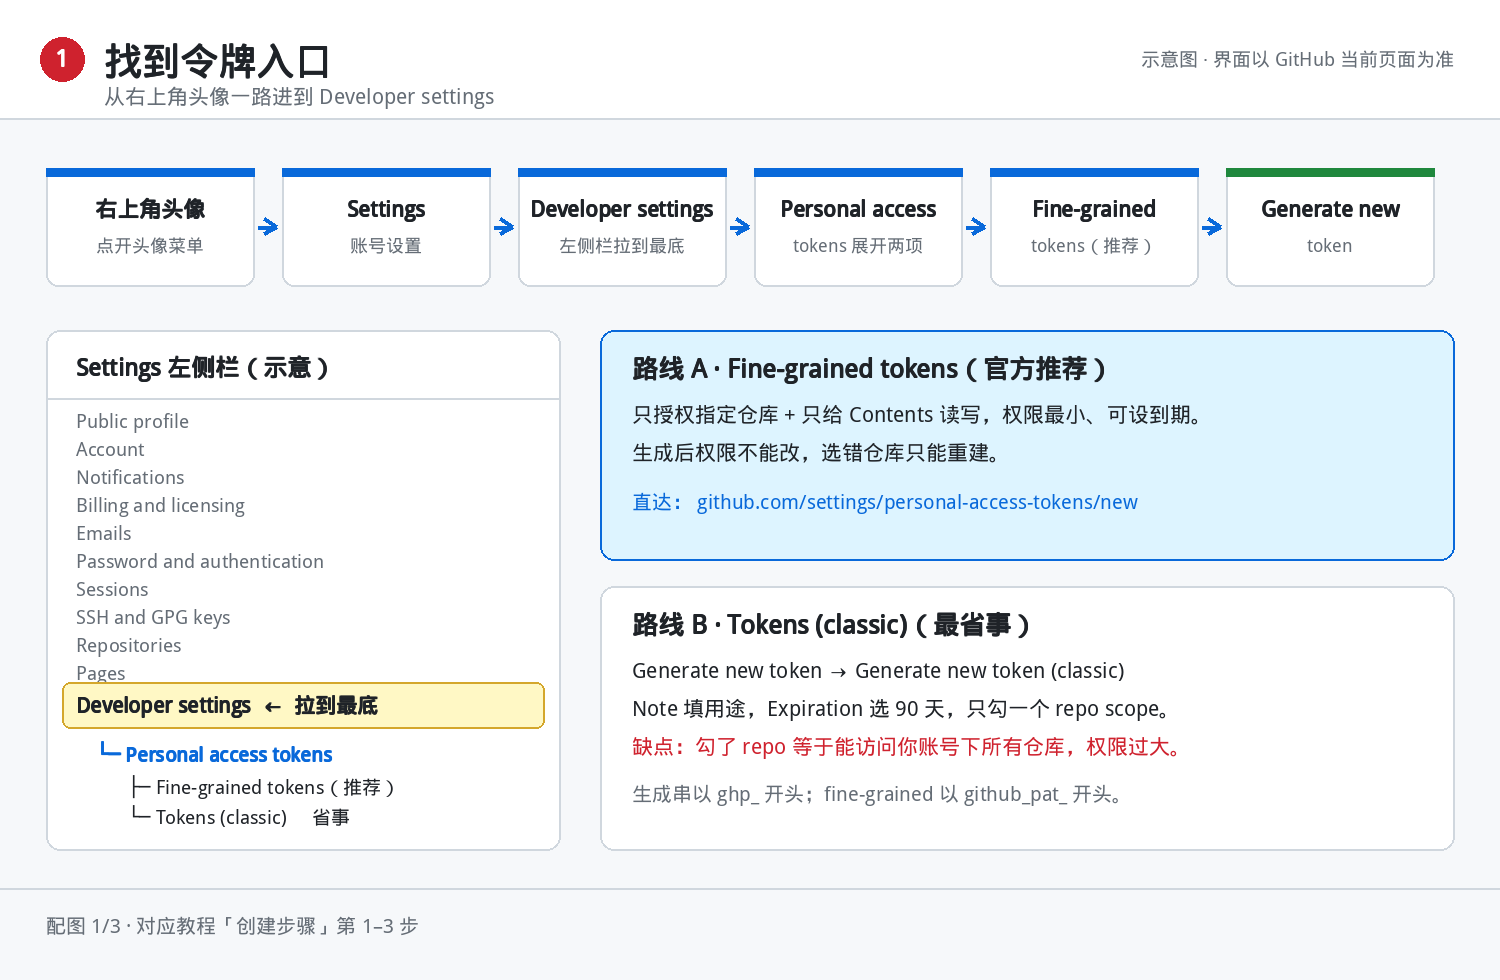 1
找到令牌入口
从右上角头像一路进到 Developer settings
示意图 · 界面以 GitHub 当前页面为准
右上角头像
点开头像菜单
Settings
账号设置
Developer settings
左侧栏拉到最底
Personal access
tokens 展开两项
Fine-grained
tokens（推荐）
Generate new
token
Settings 左侧栏（示意）
Public profile
Account
Notifications
Billing and licensing
Emails
Password and authentication
Sessions
SSH and GPG keys
Repositories
Pages
Developer settings ← 拉到最底
└─ Personal access tokens
├─ Fine-grained tokens（推荐）
└─ Tokens (classic) 省事
路线 A · Fine-grained tokens（官方推荐）
只授权指定仓库 + 只给 Contents 读写，权限最小、可设到期。
生成后权限不能改，选错仓库只能重建。
直达： github.com/settings/personal-access-tokens/new
路线 B · Tokens (classic)（最省事）
Generate new token → Generate new token (classic)
Note 填用途，Expiration 选 90 天，只勾一个 repo scope。
缺点：勾了 repo 等于能访问你账号下所有仓库，权限过大。
生成串以 ghp_ 开头；fine-grained 以 github_pat_ 开头。
配图 1/3 · 对应教程「创建步骤」第 1–3 步